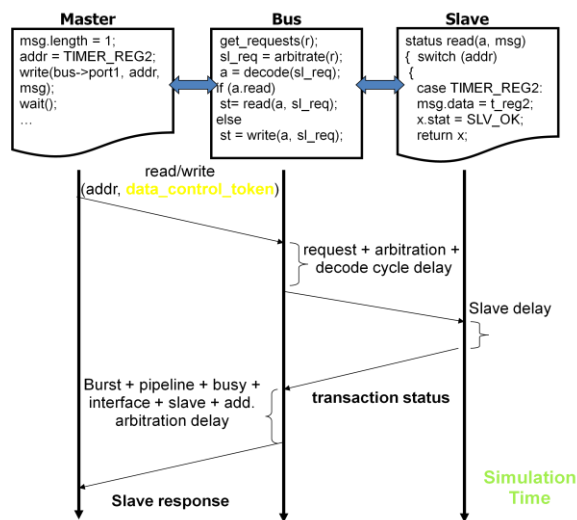 Master
Bus
Slave
msg.length = 1;
addr = TIMER_REG2;
write(bus->port1, addr,
msg);
wait();
…
get_requests(r);
sl_req = arbitrate(r);
a = decode(sl_req);
if (a.read)
st= read(a, sl_req);
else
st = write(a, sl_req);
status read(a, msg)
{ switch (addr)
{
case TIMER_REG2:
msg.data = t_reg2;
x.stat = SLV_OK;
return x;
read/write
(addr, data_control_token)
request + arbitration +
decode cycle delay
Slave delay
Burst + pipeline + busy +
interface + slave + add.
arbitration delay
transaction status
Slave response
Simulation
Time